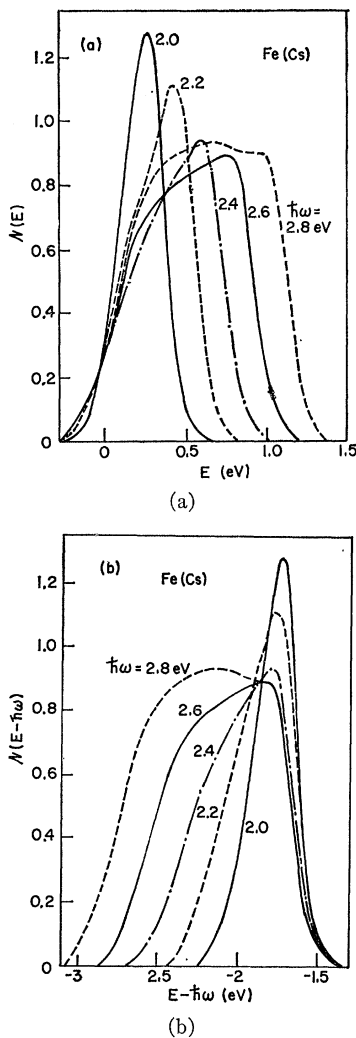 (a)
Fe(Cs)
2.0
2.2
2.4
2.6
ħω=
2.8 eV
1.2
1.0
0.8
0.6
0.4
0.2
0
N(E)
0 0.5 1.0 1.5
E (eV)
(a)
(b)
Fe(Cs)
ħω=2.8 eV
2.6
2.4
2.2
2.0
1.2
1.0
0.8
0.6
0.4
0.2
0
N(E-ħω)
-3 2.5 -2 -1.5
E-ħω (eV)
(b)